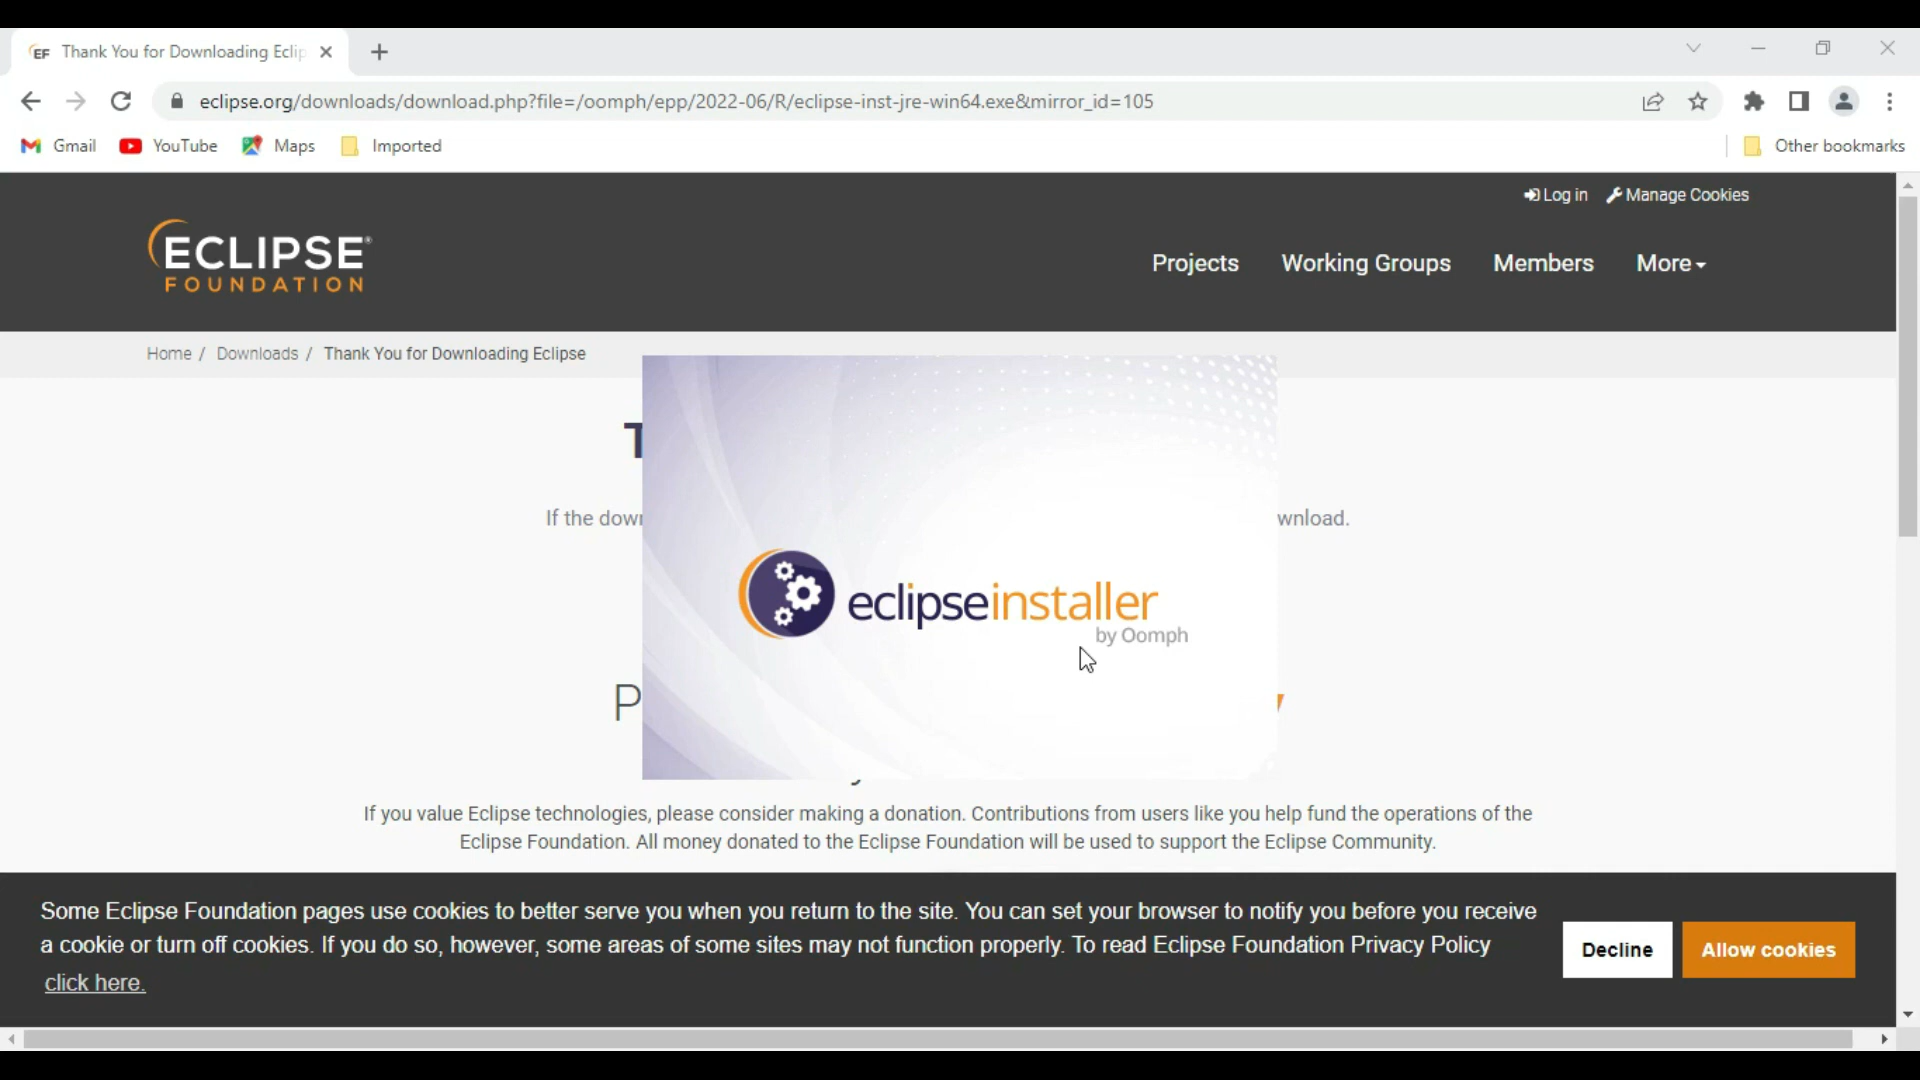 EF Thank You for Downloading Eclip
eclipse.org/downloads/download.php?file=/oomph/epp/2022-06/R/eclipse-inst-jre-win64.exe&mirror_id=105
Gmail YouTube Maps Imported Other bookmarks
Log in Manage Cookies
ECLIPSE®
FOUNDATION
Projects Working Groups Members More
Home / Downloads / Thank You for Downloading Eclipse
If the wnload.
eclipseinstaller
by Oomph
If you value Eclipse technologies, please consider making a donation. Contributions from users like you help fund the operations of the
Eclipse Foundation. All money donated to the Eclipse Foundation will be used to support the Eclipse Community.
Some Eclipse Foundation pages use cookies to better serve you when you return to the site. You can set your browser to notify you before you receive
a cookie or turn off cookies. If you do so, however, some areas of some sites may not function properly. To read Eclipse Foundation Privacy Policy
click here.
Decline Allow cookies